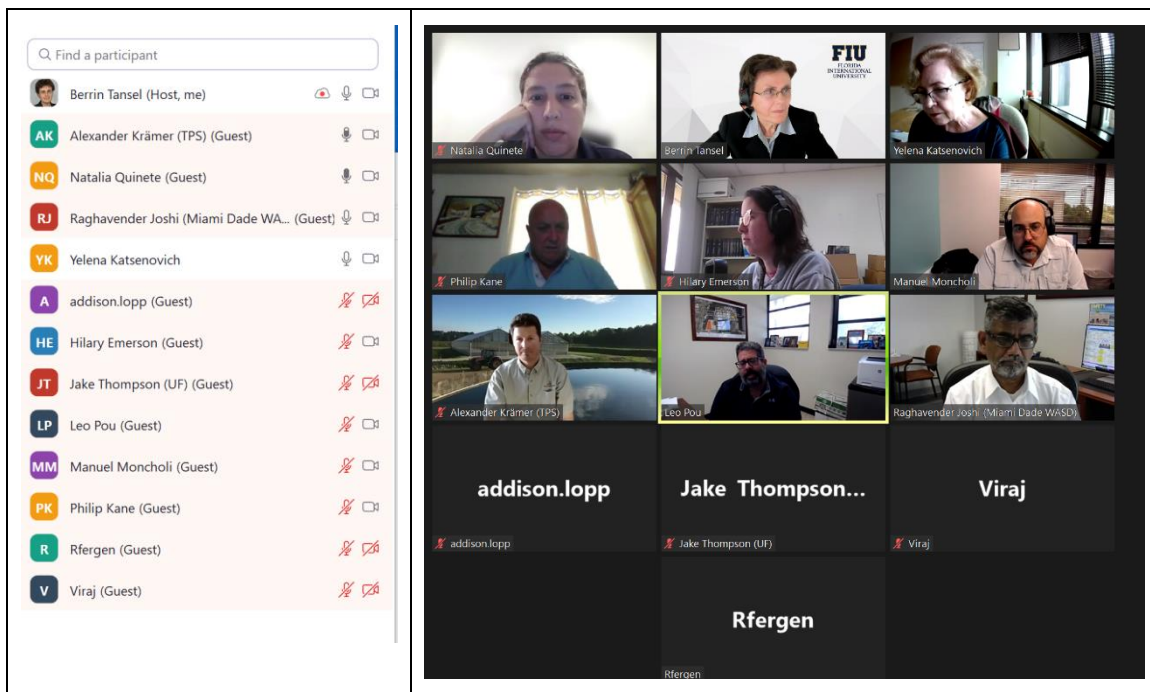 Find a participant
Berrin Tansel (Host, me)
AK Alexander Krämer (TPS) (Guest)
NQ Natalia Quinete (Guest)
RJ Raghavender Joshi (Miami Dade WA... (Guest)
YK Yelena Katsenovich
A addison.lopp (Guest)
HE Hilary Emerson (Guest)
JT Jake Thompson (UF) (Guest)
LP Leo Pou (Guest)
MM Manuel Moncholi (Guest)
PK Philip Kane (Guest)
R Rfergen (Guest)
V Viraj (Guest)
Natalia Quinete
FIU
FLORIDA
INTERNATIONAL
UNIVERSITY
Berrin Tansel
Yelena Katsenovich
Philip Kane
Hilary Emerson
Manuel Moncholi
Alexander Krämer (TPS)
Leo Pou
Raghavender Joshi (Miami Dade WASD)
addison.lopp
addison.lopp
Jake Thompson...
Jake Thompson (UF)
Viraj
Viraj
Rfergen
Rfergen